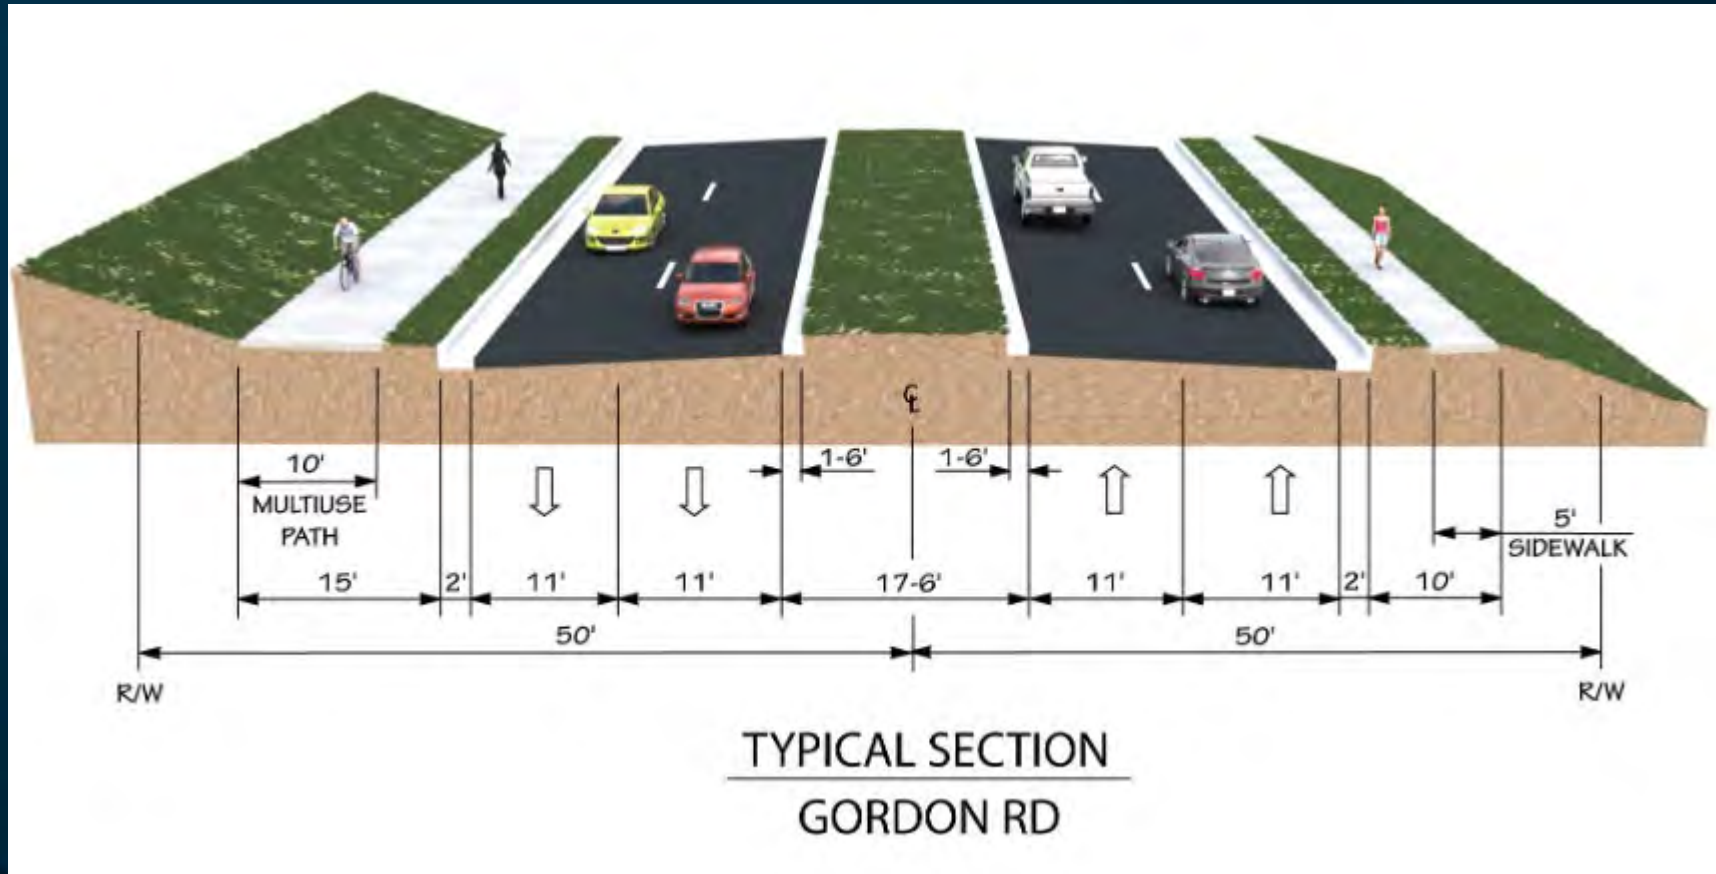 ℄
10'
1-6'
1-6'
MULTIUSE
PATH
5'
SIDEWALK
15'
2'
11'
11'
17-6'
11'
11'
2'
10'
50'
50'
R/W
R/W
TYPICAL SECTION
GORDON RD